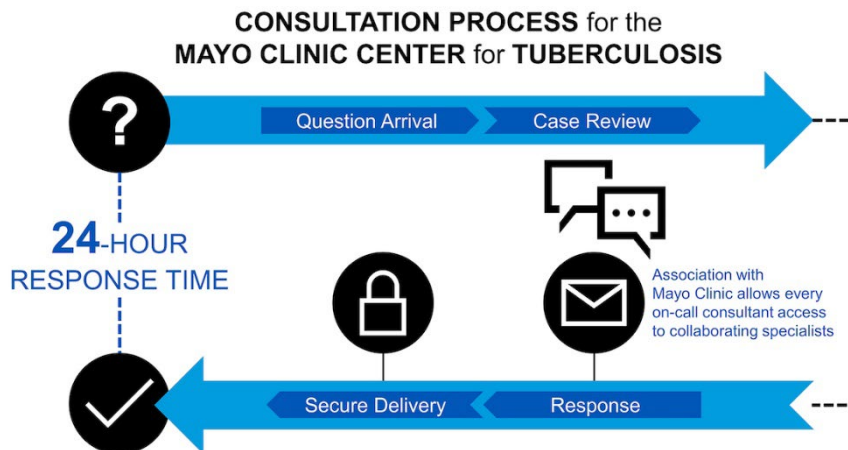 CONSULTATION PROCESS for the
MAYO CLINIC CENTER for TUBERCULOSIS
?
Question Arrival
Case Review
24-HOUR
RESPONSE TIME
Association with
Mayo Clinic allows every
on-call consultant access
to collaborating specialists
Secure Delivery
Response